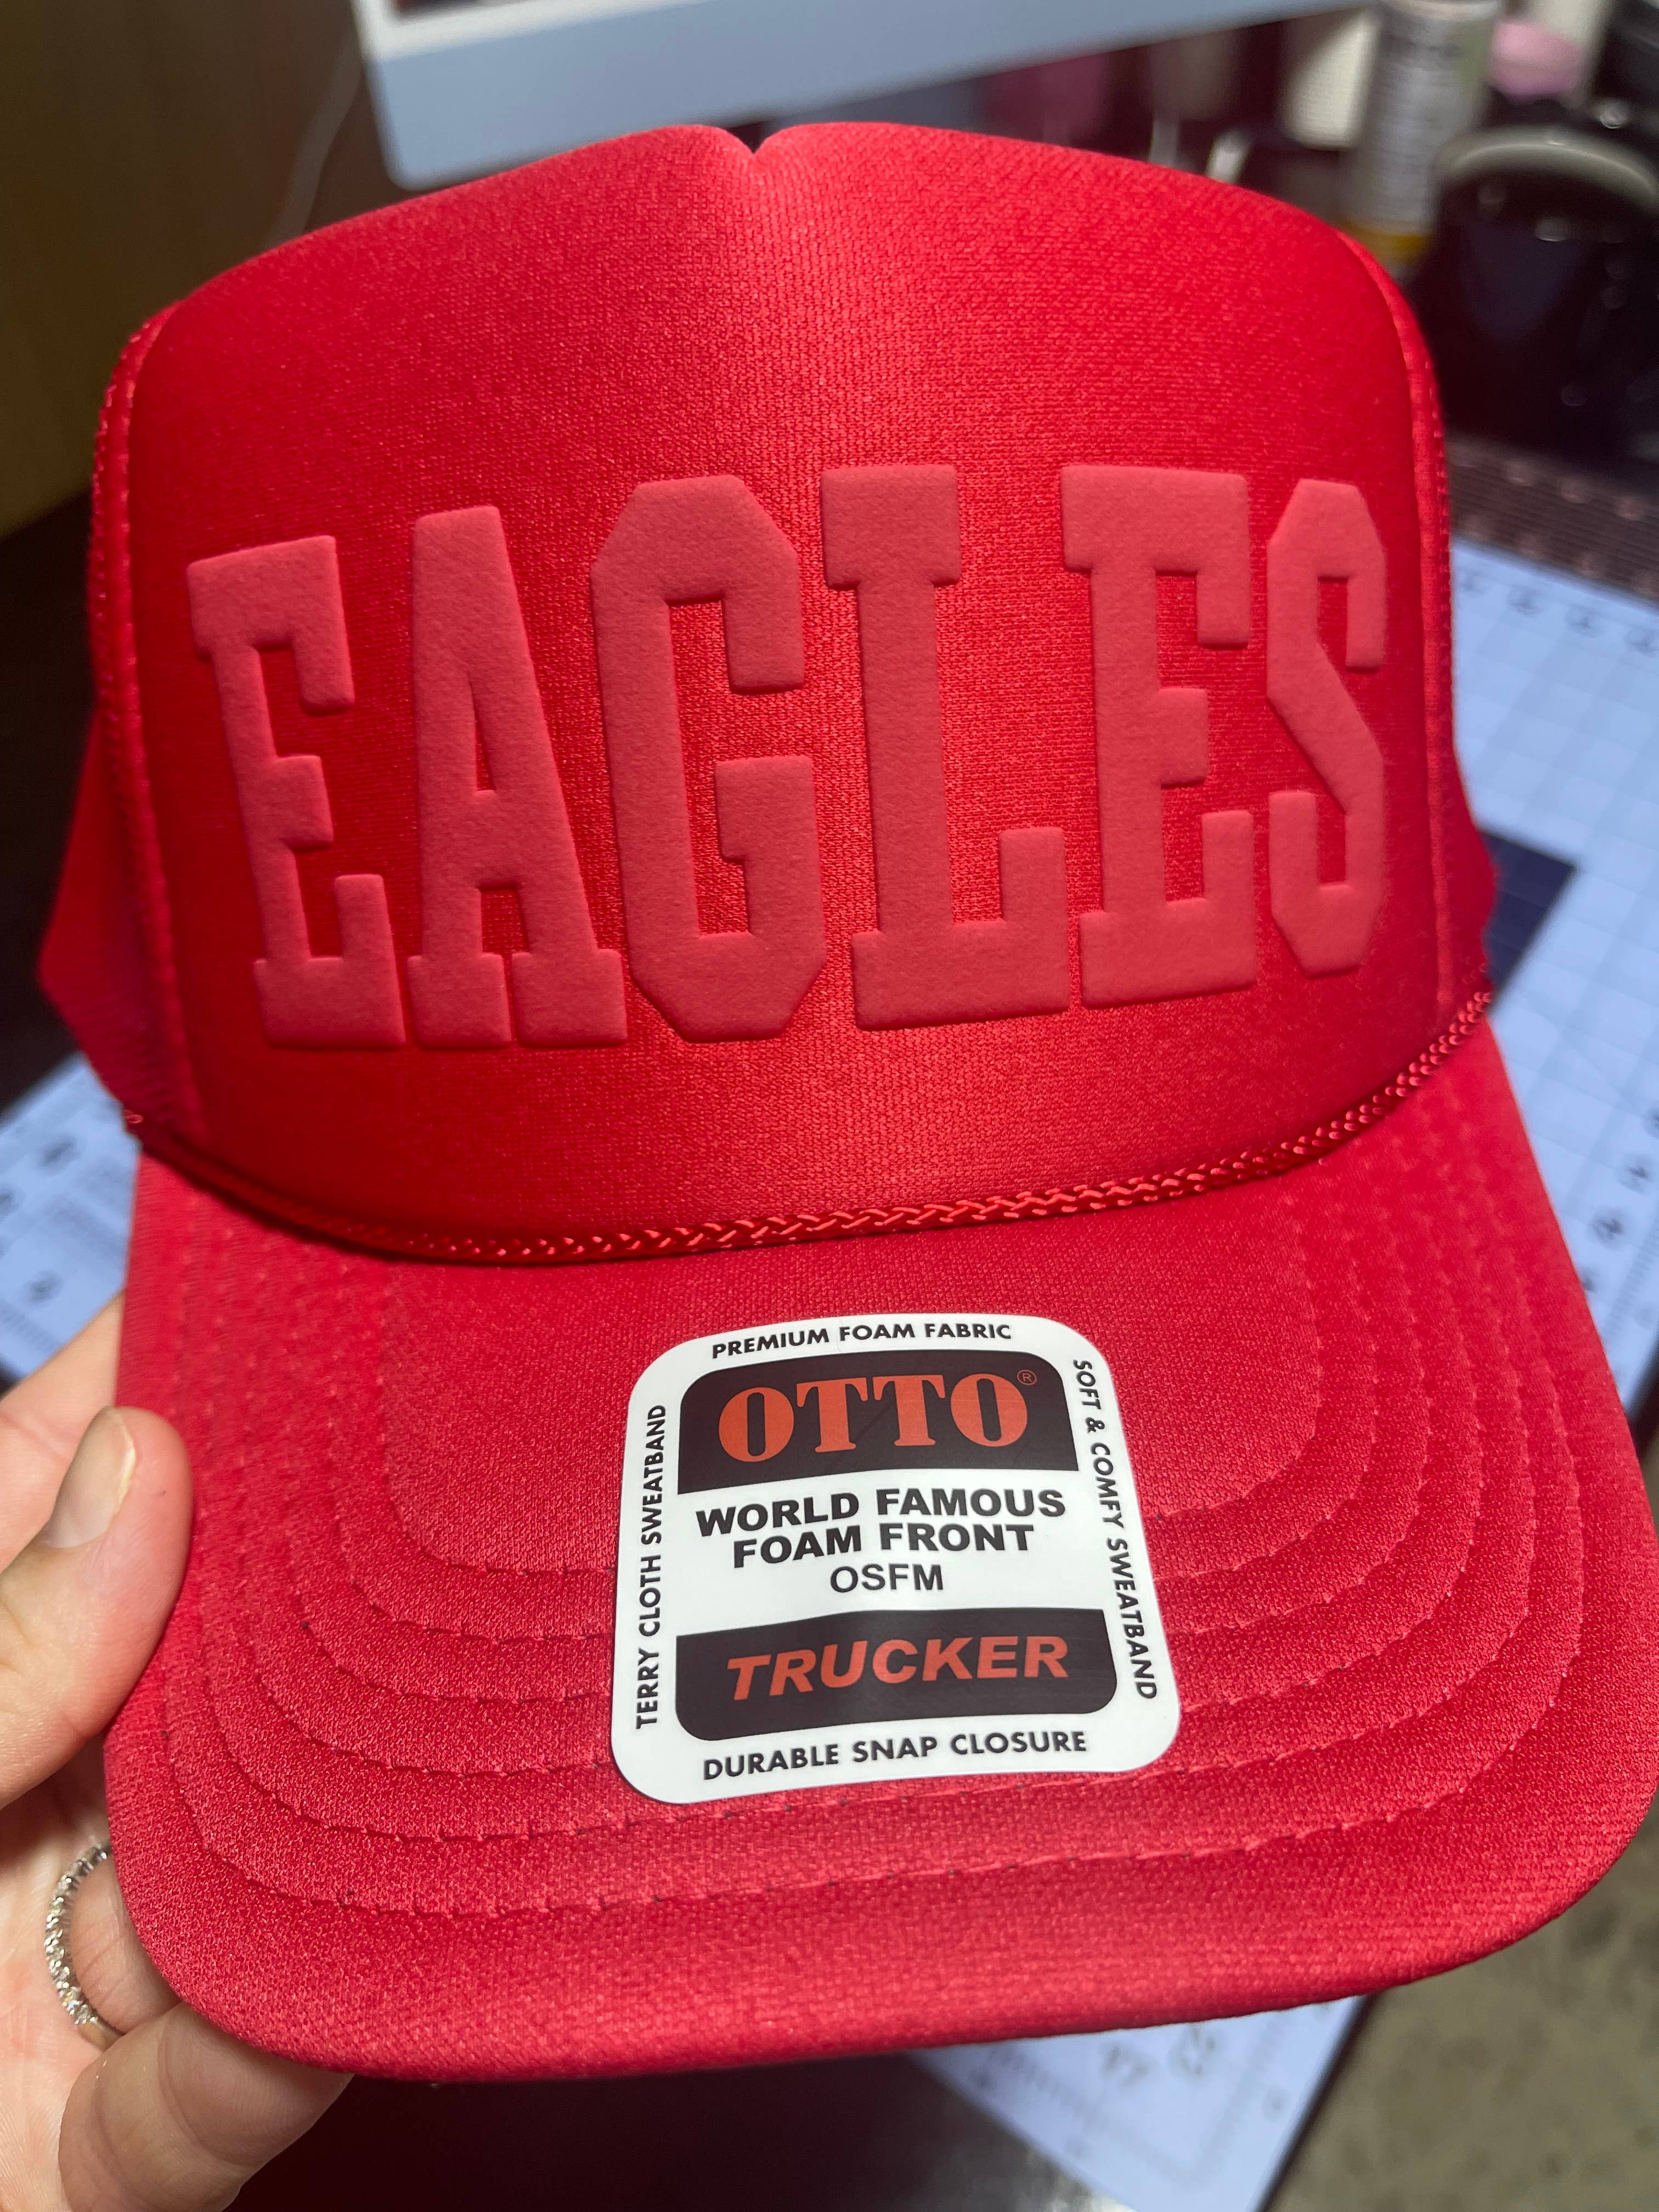 EAGLES
PREMIUM FOAM FABRIC
OTTO®
WORLD FAMOUS
FOAM FRONT
OSFM
TRUCKER
DURABLE SNAP CLOSURE
TERRY CLOTH SWEATBAND
SOFT & COMFY SWEATBAND